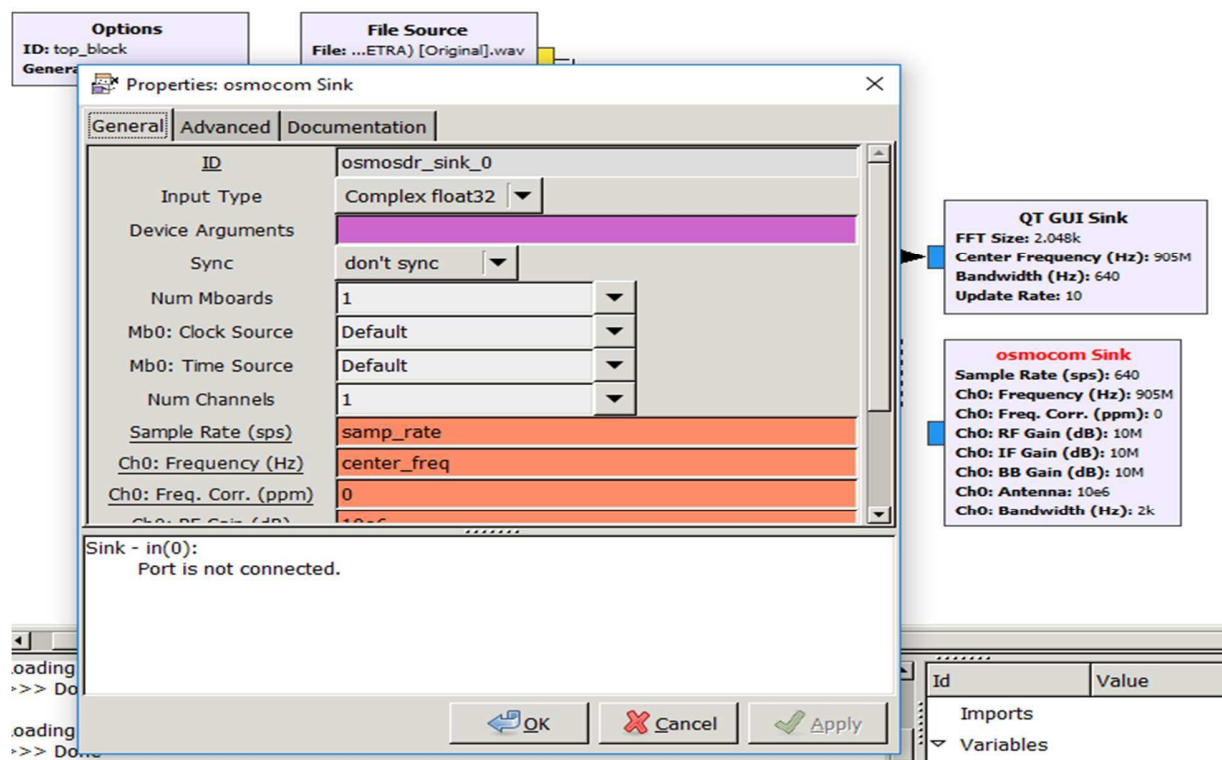 Options
ID: top_block
Genera
File Source
File: ...ETRA) [Original].wav
Properties: osmocom Sink
General Advanced Documentation
ID osmosdr_sink_0
Input Type Complex float32
Device Arguments
Sync don't sync
Num Mboards 1
Mb0: Clock Source Default
Mb0: Time Source Default
Num Channels 1
Sample Rate (sps) samp_rate
Ch0: Frequency (Hz) center_freq
Ch0: Freq. Corr. (ppm) 0
Ch0: RF Gain (dB) 10e6
Sink - in(0):
Port is not connected.
OK Cancel Apply
QT GUI Sink
FFT Size: 2.048k
Center Frequency (Hz): 905M
Bandwidth (Hz): 640
Update Rate: 10
osmocom Sink
Sample Rate (sps): 640
Ch0: Frequency (Hz): 905M
Ch0: Freq. Corr. (ppm): 0
Ch0: RF Gain (dB): 10M
Ch0: IF Gain (dB): 10M
Ch0: BB Gain (dB): 10M
Ch0: Antenna: 10e6
Ch0: Bandwidth (Hz): 2k
oading
>>> Do
oading
>>> Done
Id Value
Imports
Variables